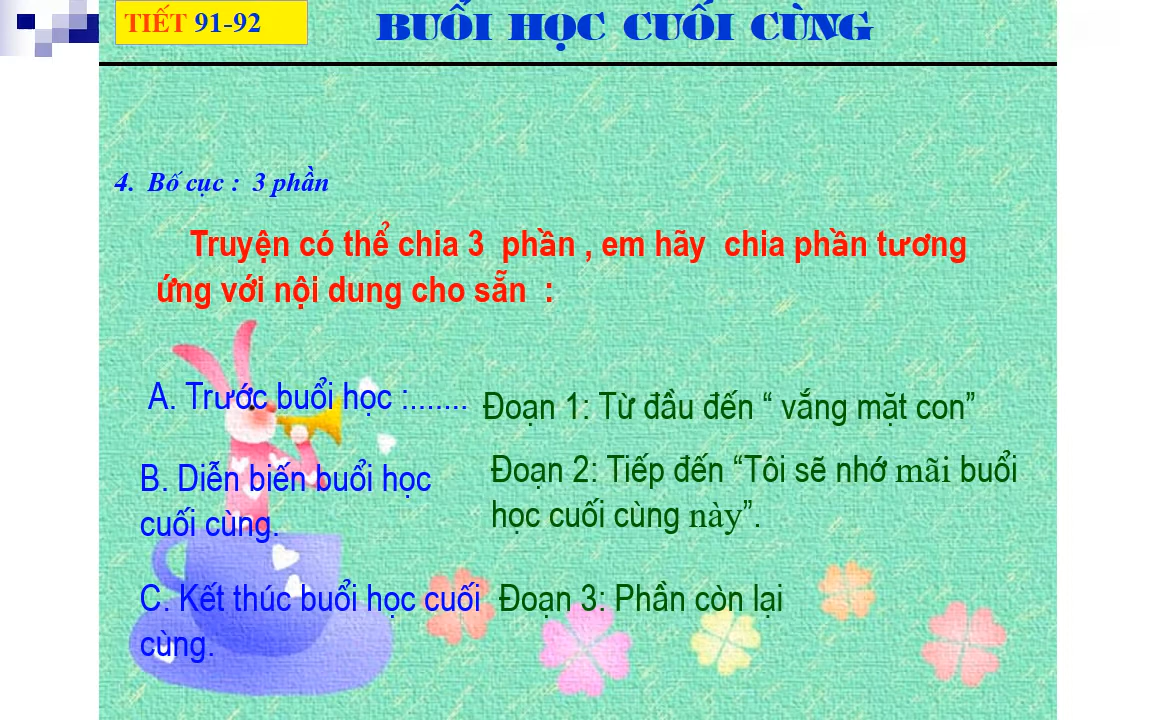 TIẾT 91-92
BUỔI HỌC CUỐI CÙNG
4. Bố cục : 3 phần
Truyện có thể chia 3 phần , em hãy chia phần tương
ứng với nội dung cho sẵn :
A. Trước buổi học :.......
Đoạn 1: Từ đầu đến “ vắng mặt con”
B. Diễn biến buổi học
cuối cùng.
Đoạn 2: Tiếp đến “Tôi sẽ nhớ mãi buổi
học cuối cùng này”.
C. Kết thúc buổi học cuối
cùng.
Đoạn 3: Phần còn lại